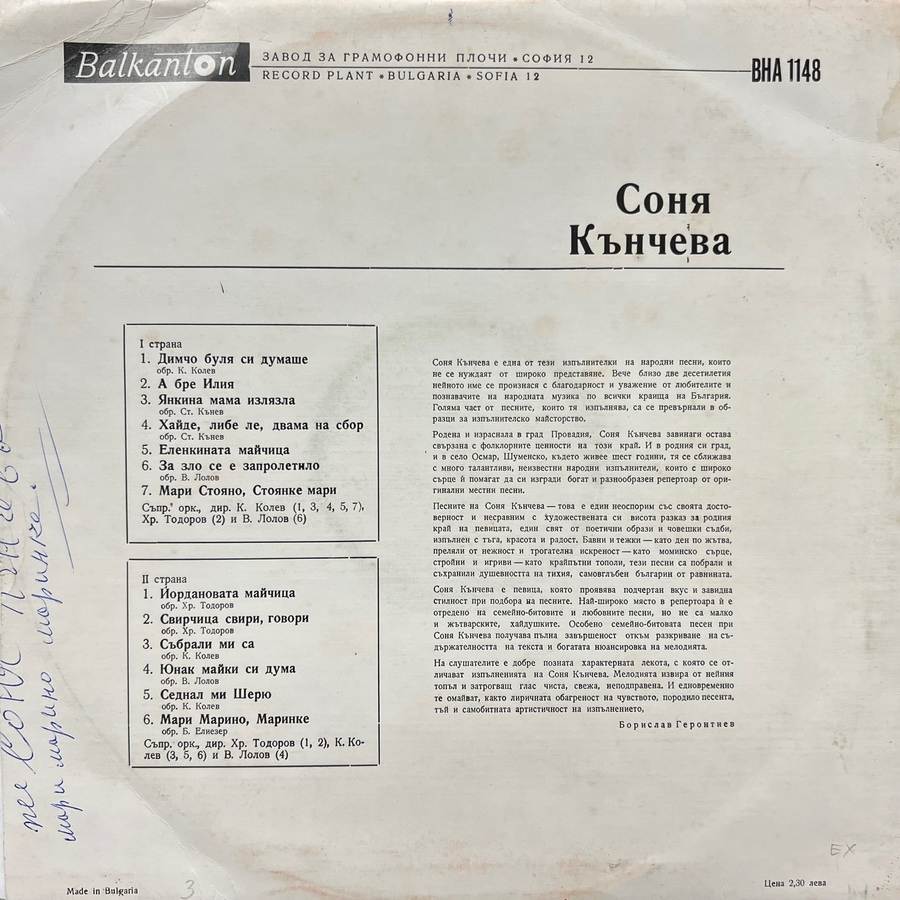 Balkanton
ЗАВОД ЗА ГРАМОФОННИ ПЛОЧИ • СОФИЯ 12
RECORD PLANT • BULGARIA • SOFIA 12
ВНА 1148
Соня
Кънчева
I страна
1. Димчо буля си думаше
обр. К. Колев
2. А бре Илия
3. Янкина мама излязла
обр. Ст. Кънев
4. Хайде, либе ле, двама на сбор
обр. Ст. Кънев
5. Еленкината майчица
6. За зло се е запролетило
обр. В. Лолов
7. Мари Стояно, Стоянке мари
Съпр. орк., дир. К. Колев (1, 3, 4, 5, 7),
Хр. Тодоров (2) и В. Лолов (6)
II страна
1. Йордановата майчица
обр. Хр. Тодоров
2. Свирчица свири, говори
обр. Хр. Тодоров
3. Събрали ми са
обр. К. Колев
4. Юнак майки си дума
обр. В. Лолов
5. Седнал ми Шерю
обр. К. Колев
6. Мари Марино, Маринке
обр. Б. Елиезер
Съпр. орк., дир. Хр. Тодоров (1, 2), К. Ко-
лев (3, 5, 6) и В. Лолов (4)
Соня Кънчева е една от тези изпълнителки на народни песни, които
не се нуждаят от широко представяне. Вече близо две десетилетия
нейното име се произнася с благодарност и уважение от любителите и
познавачите на народната музика по всички краища на България.
Голяма част от песните, които тя изпълнява, са се превърнали в об-
разци за изпълнителско майсторство.
Родена и израснала в град Провадия, Соня Кънчева завинаги остава
свързана с фолклорните ценности на този край. И в родния си град,
и в село Осмар, Шуменско, където живее шест години, тя се сближава
с много талантливи, неизвестни народни изпълнители, които с широко
сърце ѝ помагат да си изгради богат и разнообразен репертоар от ори-
гинални местни песни.
Песните на Соня Кънчева — това е един неоспорим със своята досто-
верност и несравним с художествената си висота разказ за родния
край на певицата, един свят от поетични образи и човешки съдби,
изпълнен с тъга, красота и радост. Бавни и тежки — като ден по жътва,
преляли от нежност и трогателна искреност — като моминско сърце,
стройни и игриви — като крайпътни тополи, тези песни са побрали и
съхранили душевността на тихия, самовглъбен българин от равнината.
Соня Кънчева е певица, която проявява подчертан вкус и завидна
стилност при подбора на песните. Най-широко място в репертоара ѝ е
отредено на семейно-битовите и любовните песни, но не са малко
и жътварските, хайдушките. Особено семейно-битовата песен при
Соня Кънчева получава пълна завършеност откъм разкриване на съ-
държателността на текста и богатата нюансировка на мелодията.
На слушателите е добре позната характерната лекота, с която се от-
личават изпълненията на Соня Кънчева. Мелодията извира от нейния
топъл и затрогващ глас чиста, свежа, неподправена. И едновременно
те омайват, както лиричната обагреност на чувството, породило песента,
тъй и самобитната артистичност на изпълнението,
Борислав Геронтиев
пее Соня
мари марино маринке.
EX
Made in Bulgaria
3
Цена 2,30 лева